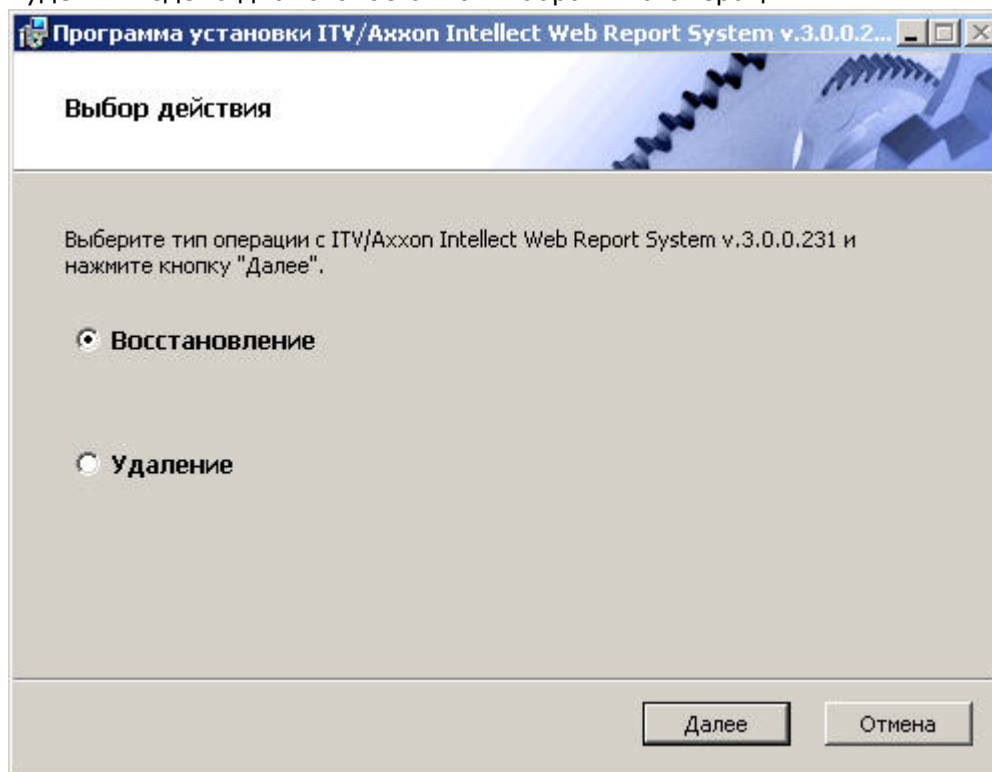 Программа установки ITV/Axxon Intellect Web Report System v.3.0.0.2...
Выбор действия
Выберите тип операции с ITV/Axxon Intellect Web Report System v.3.0.0.231 и
нажмите кнопку "Далее".
Восстановление
Удаление
Далее
Отмена